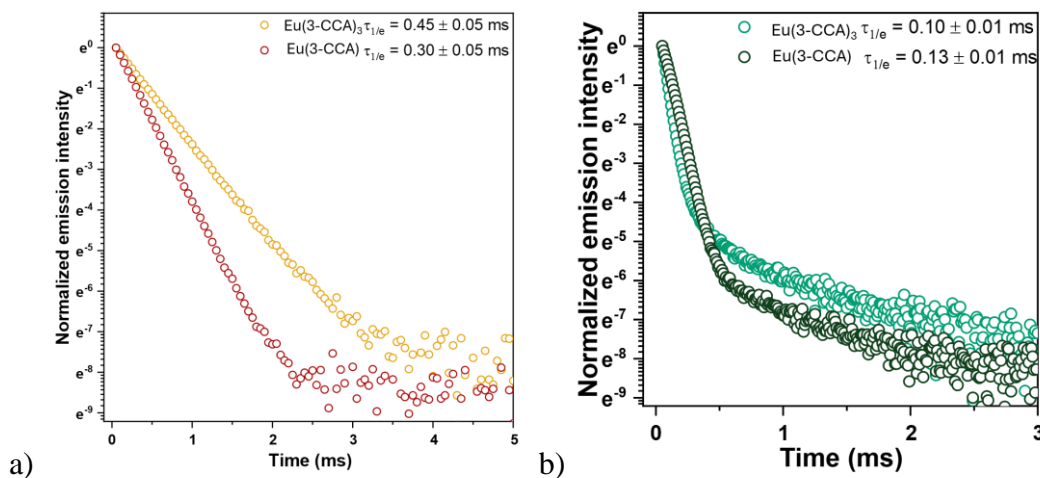 Eu(3-CCA)₃ τ₁/ₑ = 0.45 ± 0.05 ms
Eu(3-CCA) τ₁/ₑ = 0.30 ± 0.05 ms
Normalized emission intensity
e⁰
e⁻¹
e⁻²
e⁻³
e⁻⁴
e⁻⁵
e⁻⁶
e⁻⁷
e⁻⁸
e⁻⁹
0 1 2 3 4 5
Time (ms)
a)
Eu(3-CCA)₃ τ₁/ₑ = 0.10 ± 0.01 ms
Eu(3-CCA) τ₁/ₑ = 0.13 ± 0.01 ms
Normalized emission intensity
e⁰
e⁻¹
e⁻²
e⁻³
e⁻⁴
e⁻⁵
e⁻⁶
e⁻⁷
e⁻⁸
e⁻⁹
0 1 2 3
Time (ms)
b)